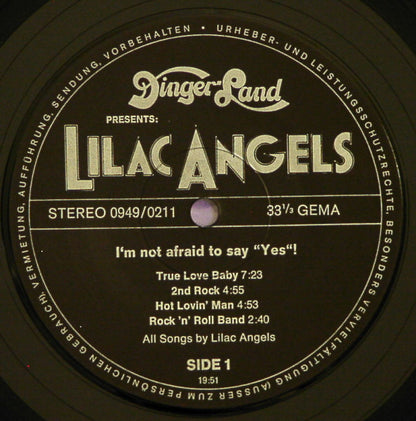 URHEBER- UND LEISTUNGSSCHUTZRECHTE, BESONDERS VERVIELFÄLTIGUNG (AUSSER ZUM PERSÖNLICHEN GEBRAUCH), VERMIETUNG, AUFFÜHRUNG, SENDUNG, VORBEHALTEN •
Dinger-Land
PRESENTS:
LILAC ANGELS
STEREO 0949/0211
33⅓ GEMA
I'm not afraid to say "Yes"!
True Love Baby 7:23
2nd Rock 4:55
Hot Lovin' Man 4:53
Rock 'n' Roll Band 2:40
All Songs by Lilac Angels
SIDE 1
19:51